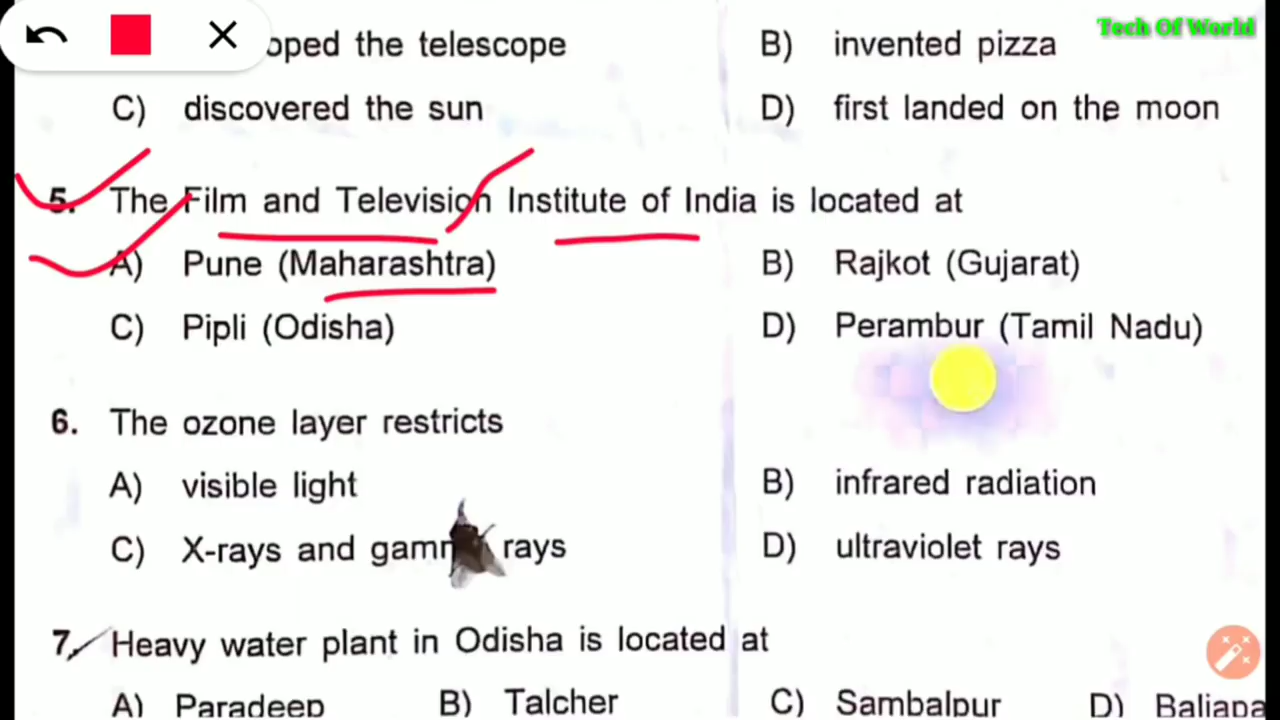 Tech Of World
oped the telescope B) invented pizza
C) discovered the sun D) first landed on the moon
5. The Film and Television Institute of India is located at
A) Pune (Maharashtra) B) Rajkot (Gujarat)
C) Pipli (Odisha) D) Perambur (Tamil Nadu)
6. The ozone layer restricts
A) visible light B) infrared radiation
C) X-rays and gamm rays D) ultraviolet rays
7. Heavy water plant in Odisha is located at
A) Paradeep B) Talcher C) Sambalpur D) Baliapa